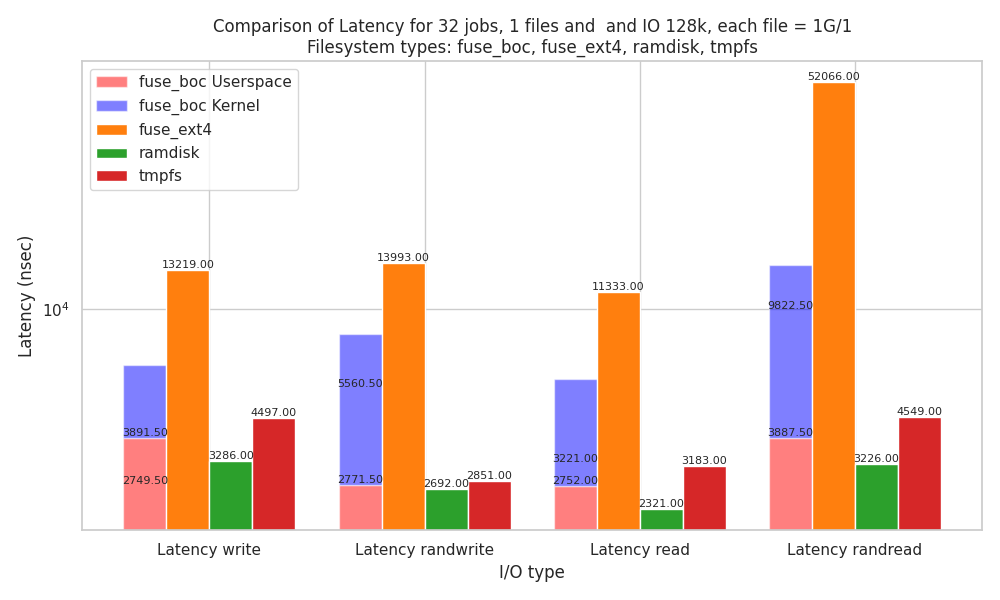 Comparison of Latency for 32 jobs, 1 files and  and IO 128k, each file = 1G/1
Filesystem types: fuse_boc, fuse_ext4, ramdisk, tmpfs
fuse_boc Userspace
fuse_boc Kernel
fuse_ext4
ramdisk
tmpfs
52066.00
13219.00
13993.00
11333.00
9822.50
10^4
Latency (nsec)
5560.50
3891.50
4497.00
3286.00
2749.50
2771.50
2692.00
2851.00
3221.00
2752.00
2321.00
3183.00
3887.50
3226.00
4549.00
Latency write
Latency randwrite
Latency read
Latency randread
I/O type